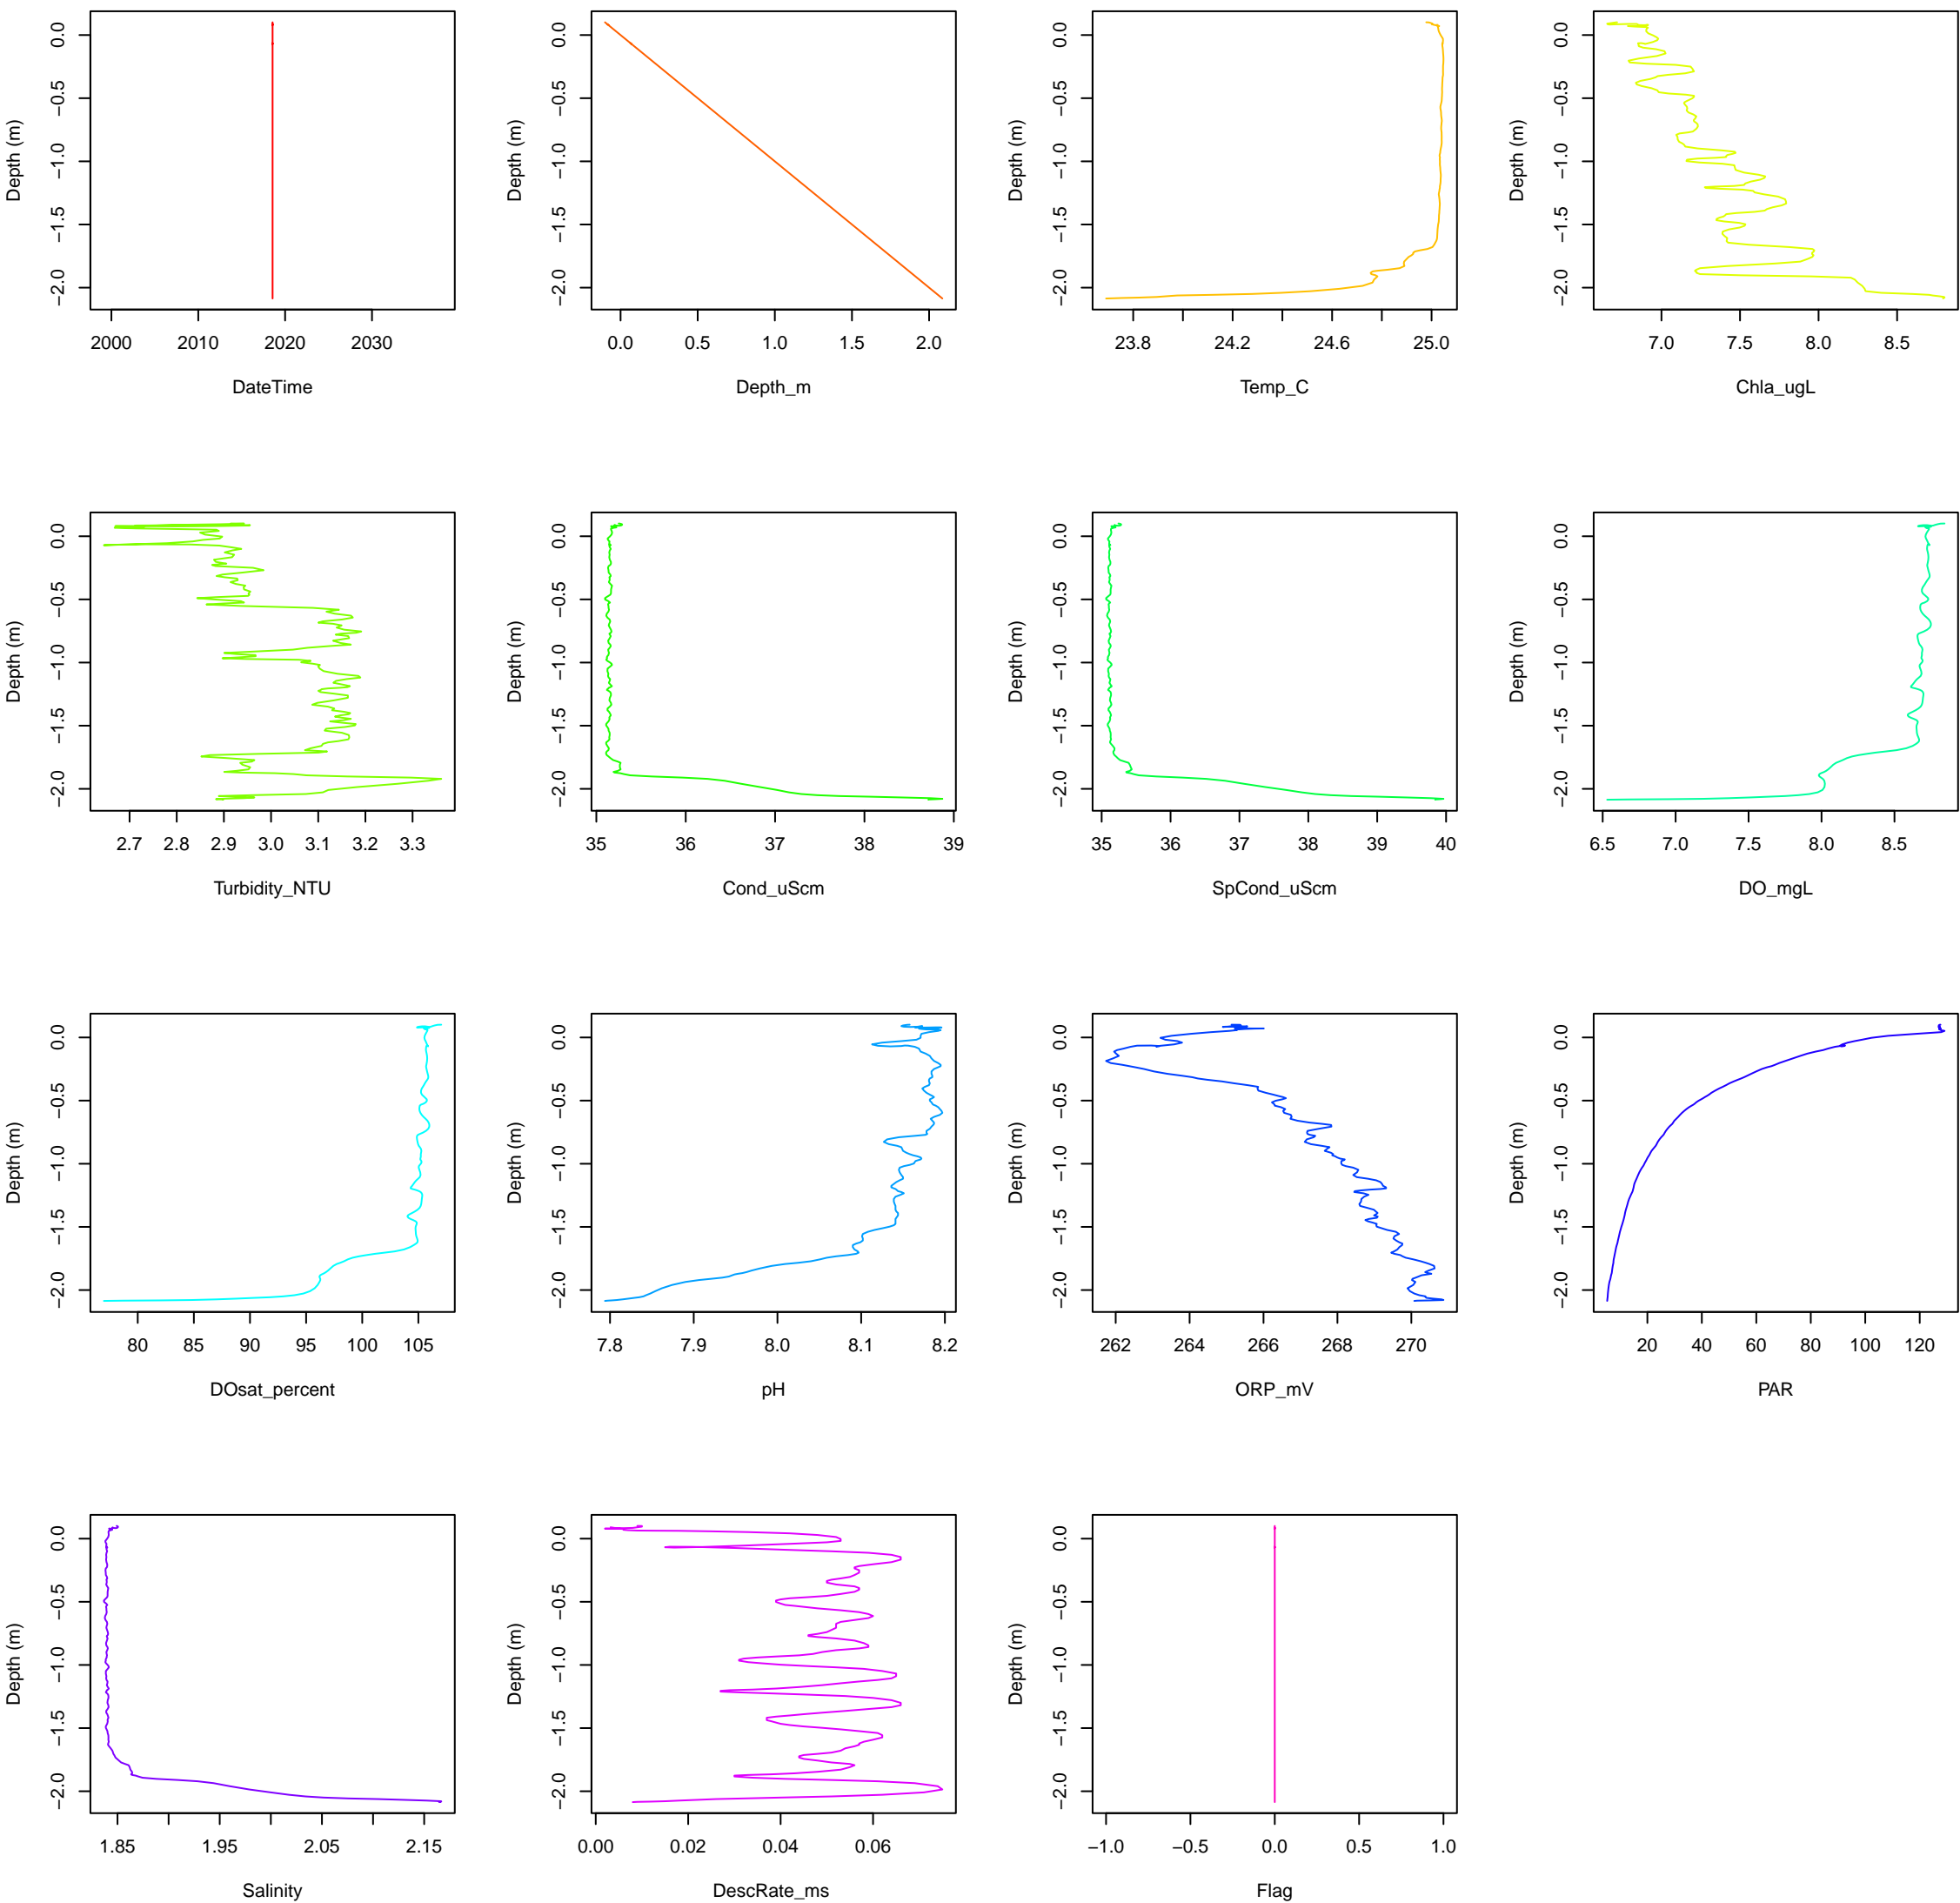 Depth (m)
0.0
−0.5
−1.0
−1.5
−2.0
2000 2010 2020 2030
DateTime
Depth (m)
0.0
−0.5
−1.0
−1.5
−2.0
0.0 0.5 1.0 1.5 2.0
Depth_m
Depth (m)
0.0
−0.5
−1.0
−1.5
−2.0
23.8 24.2 24.6 25.0
Temp_C
Depth (m)
0.0
−0.5
−1.0
−1.5
−2.0
7.0 7.5 8.0 8.5
Chla_ugL
Depth (m)
0.0
−0.5
−1.0
−1.5
−2.0
2.7 2.8 2.9 3.0 3.1 3.2 3.3
Turbidity_NTU
Depth (m)
0.0
−0.5
−1.0
−1.5
−2.0
35 36 37 38 39
Cond_uScm
Depth (m)
0.0
−0.5
−1.0
−1.5
−2.0
35 36 37 38 39 40
SpCond_uScm
Depth (m)
0.0
−0.5
−1.0
−1.5
−2.0
6.5 7.0 7.5 8.0 8.5
DO_mgL
Depth (m)
0.0
−0.5
−1.0
−1.5
−2.0
80 85 90 95 100 105
DOsat_percent
Depth (m)
0.0
−0.5
−1.0
−1.5
−2.0
7.8 7.9 8.0 8.1 8.2
pH
Depth (m)
0.0
−0.5
−1.0
−1.5
−2.0
262 264 266 268 270
ORP_mV
Depth (m)
0.0
−0.5
−1.0
−1.5
−2.0
20 40 60 80 100 120
PAR
Depth (m)
0.0
−0.5
−1.0
−1.5
−2.0
1.85 1.95 2.05 2.15
Salinity
Depth (m)
0.0
−0.5
−1.0
−1.5
−2.0
0.00 0.02 0.04 0.06
DescRate_ms
Depth (m)
0.0
−0.5
−1.0
−1.5
−2.0
−1.0 −0.5 0.0 0.5 1.0
Flag